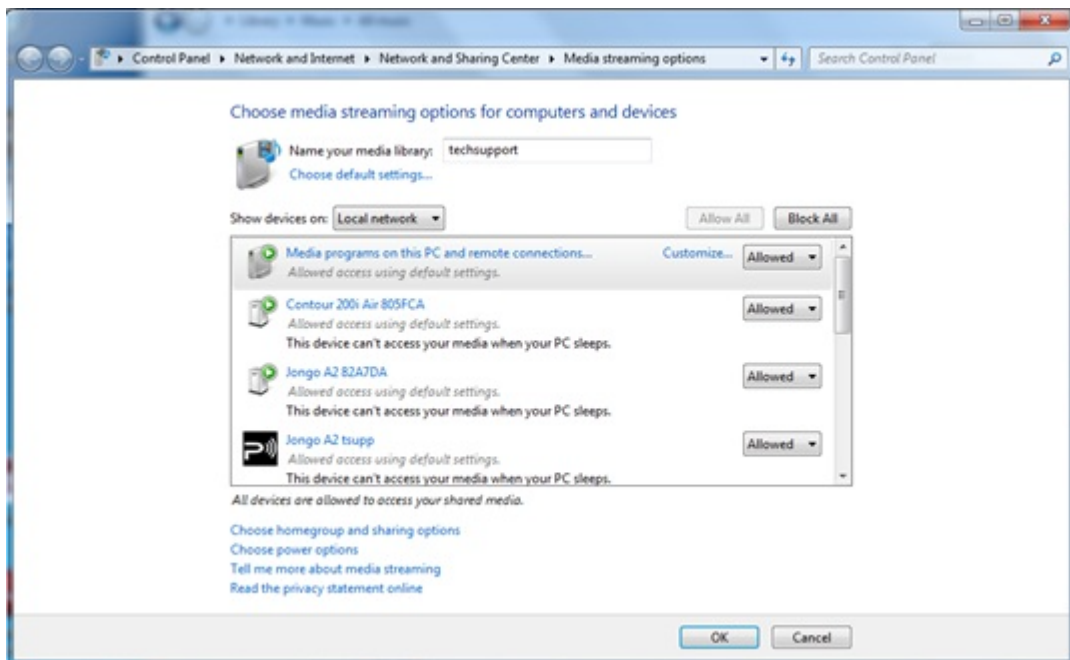 Control Panel ▸ Network and Internet ▸ Network and Sharing Center ▸ Media streaming options
Search Control Panel
Choose media streaming options for computers and devices
Name your media library: techsupport
Choose default settings...
Show devices on: Local network
Allow All
Block All
Media programs on this PC and remote connections... Customize... Allowed
Allowed access using default settings.
Contour 200i Air 805FCA Allowed
Allowed access using default settings.
This device can't access your media when your PC sleeps.
Jongo A2 82A7DA Allowed
Allowed access using default settings.
This device can't access your media when your PC sleeps.
Jongo A2 tsupp Allowed
Allowed access using default settings.
This device can't access your media when your PC sleeps.
All devices are allowed to access your shared media.
Choose homegroup and sharing options
Choose power options
Tell me more about media streaming
Read the privacy statement online
OK Cancel